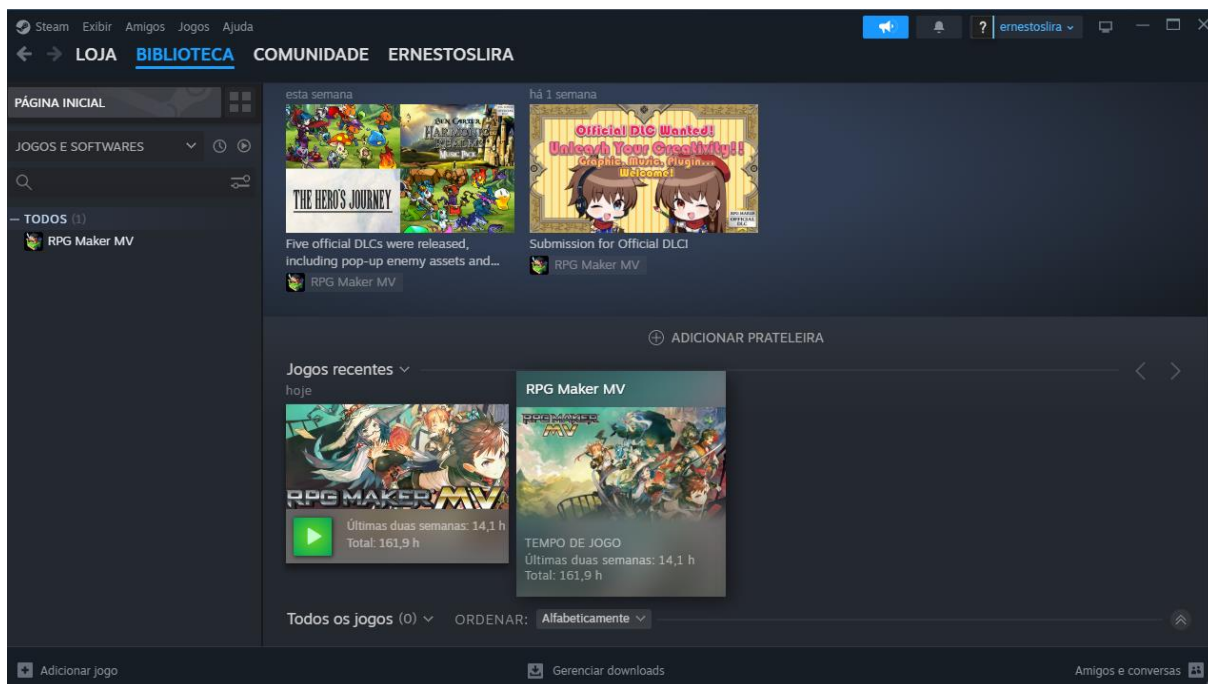 Steam Exibir Amigos Jogos Ajuda
? ernestoslira
LOJA BIBLIOTECA COMUNIDADE ERNESTOSLIRA
PÁGINA INICIAL
JOGOS E SOFTWARES
– TODOS (1)
RPG Maker MV
esta semana
THE HERO'S JOURNEY
Five official DLCs were released,
including pop-up enemy assets and...
RPG Maker MV
há 1 semana
Official DLC Wanted!
Unleash Your Creativity!!
Graphic, Music, Plugin...
Welcome!
Submission for Official DLC!
RPG Maker MV
ADICIONAR PRATELEIRA
Jogos recentes
hoje
RPG MAKER MV
Últimas duas semanas: 14,1 h
Total: 161,9 h
RPG Maker MV
RPG MAKER
MV
TEMPO DE JOGO
Últimas duas semanas: 14,1 h
Total: 161,9 h
Todos os jogos (0) ORDENAR: Alfabeticamente
Adicionar jogo
Gerenciar downloads
Amigos e conversas